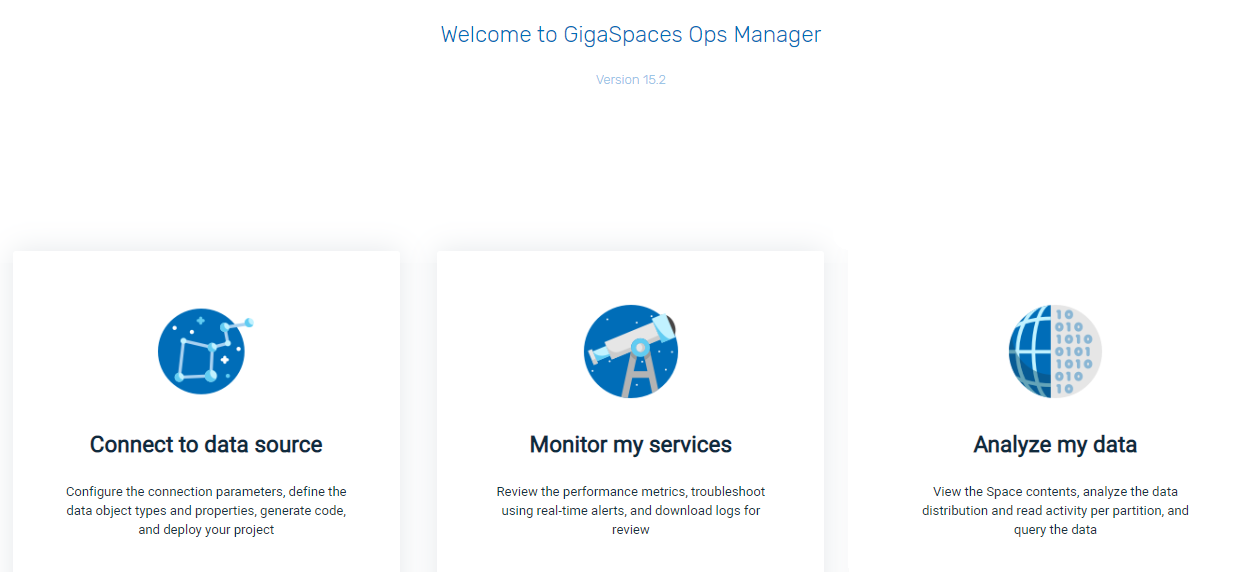 Welcome to GigaSpaces Ops Manager
Version 15.2
10
010
1010
0101
1010
010
10
Connect to data source
Configure the connection parameters, define the
data object types and properties, generate code,
and deploy your project
Monitor my services
Review the performance metrics, troubleshoot
using real-time alerts, and download logs for
review
Analyze my data
View the Space contents, analyze the data
distribution and read activity per partition, and
query the data